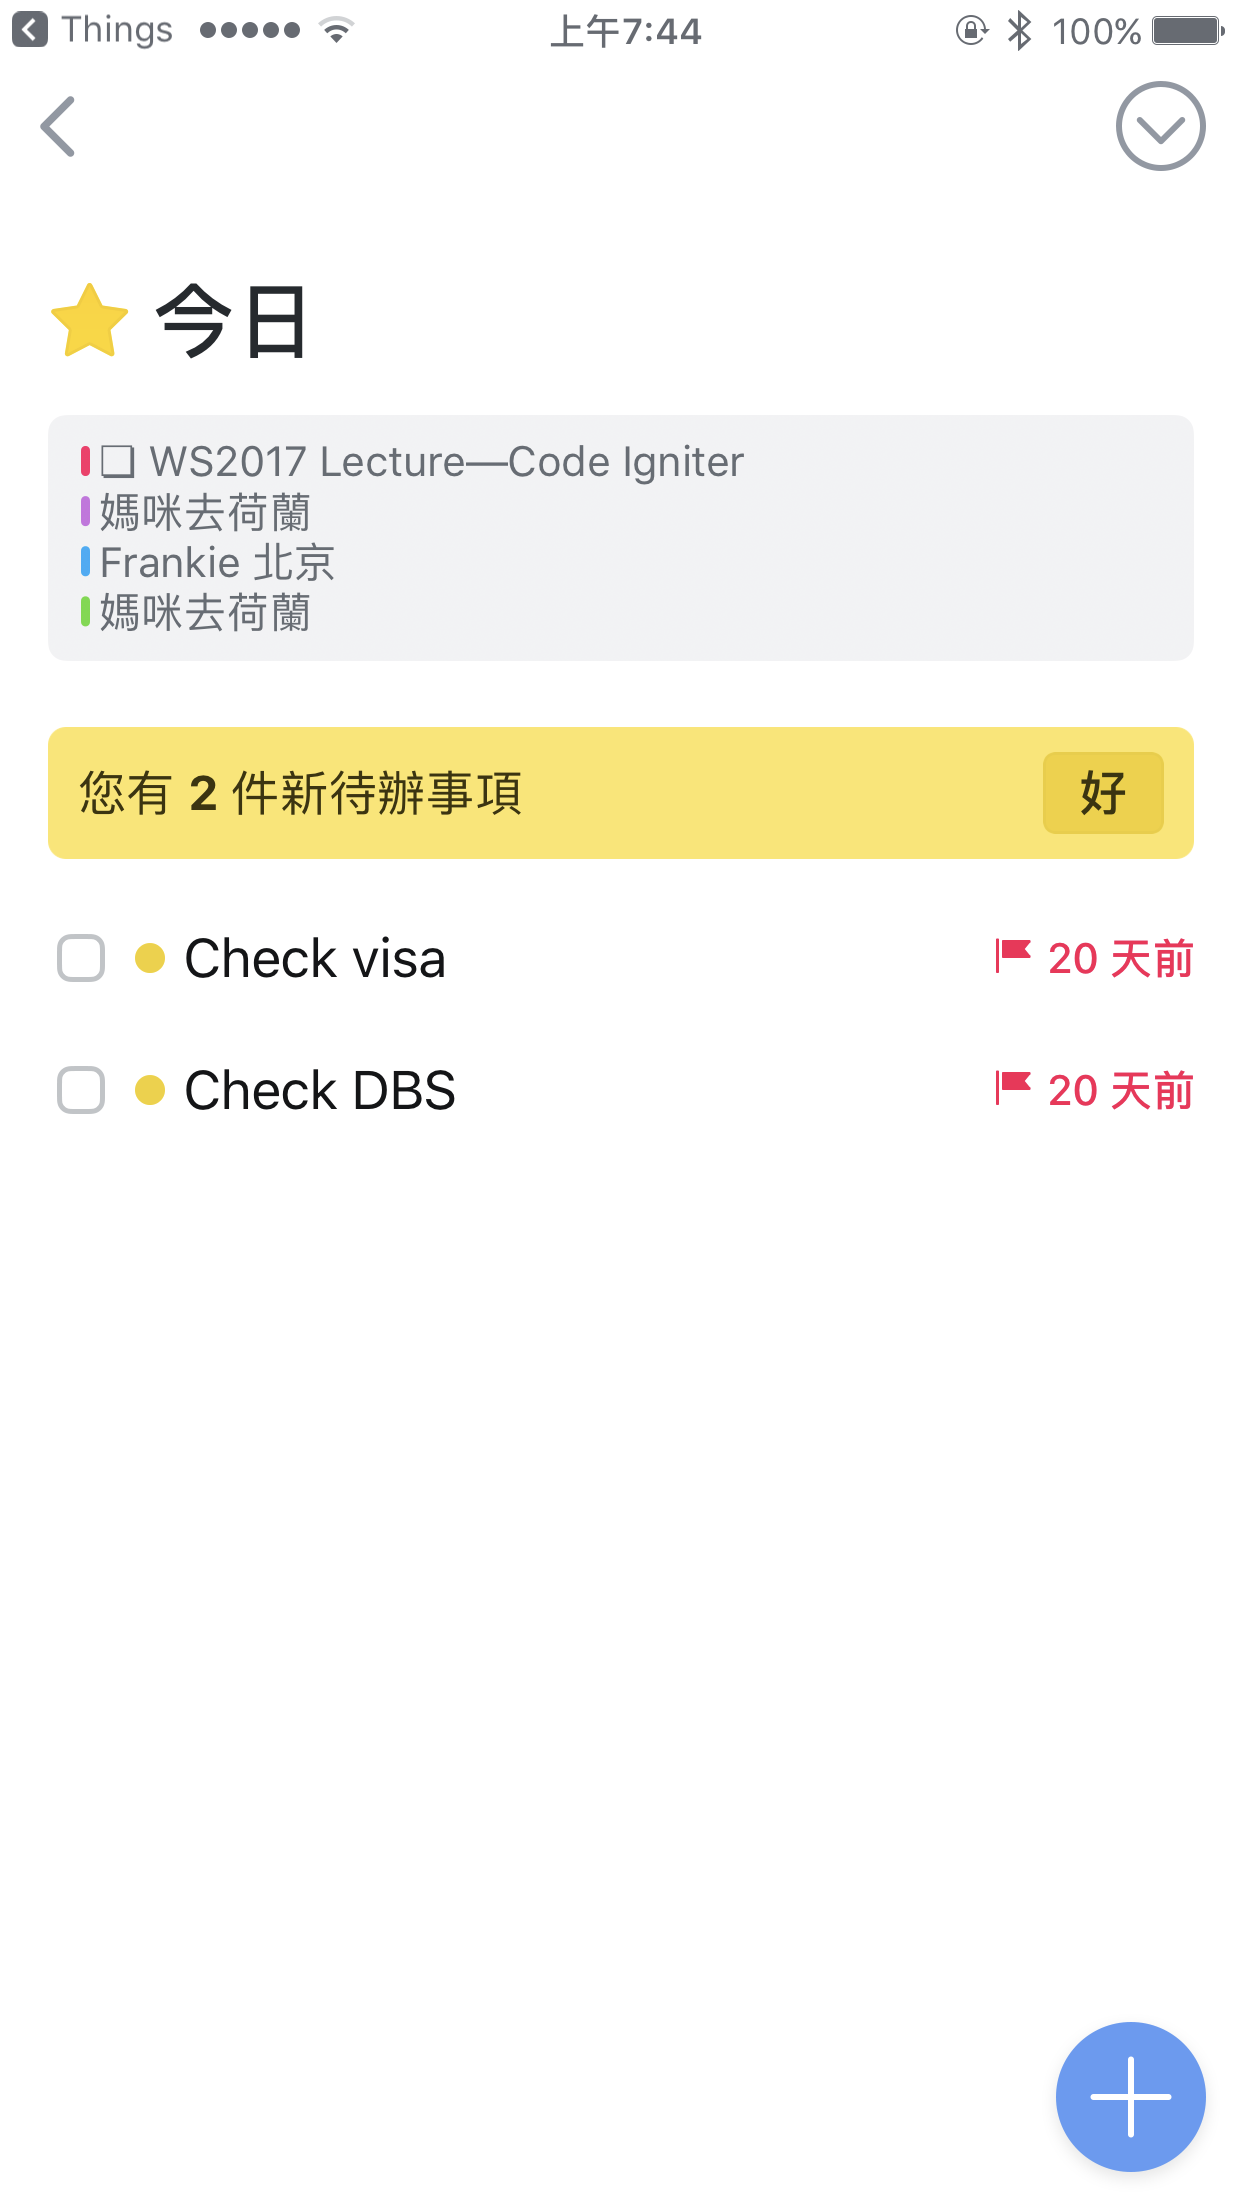 Things
上午7:44
100%
今日
❏ WS2017 Lecture—Code Igniter
媽咪去荷蘭
Frankie 北京
媽咪去荷蘭
您有 2 件新待辦事項
好
Check visa
20 天前
Check DBS
20 天前